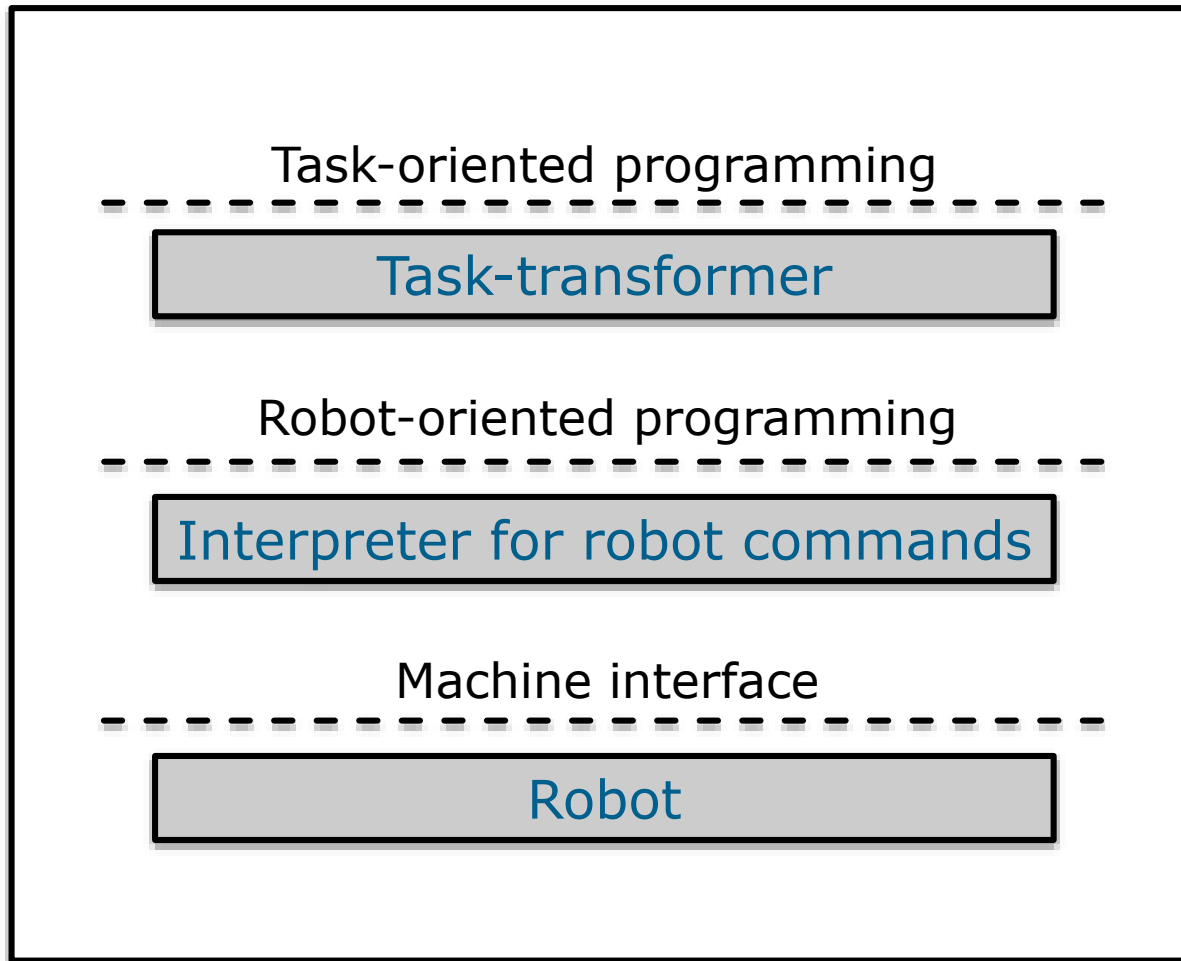 Task-oriented programming
Task-transformer
Robot-oriented programming
Interpreter for robot commands
Machine interface
Robot